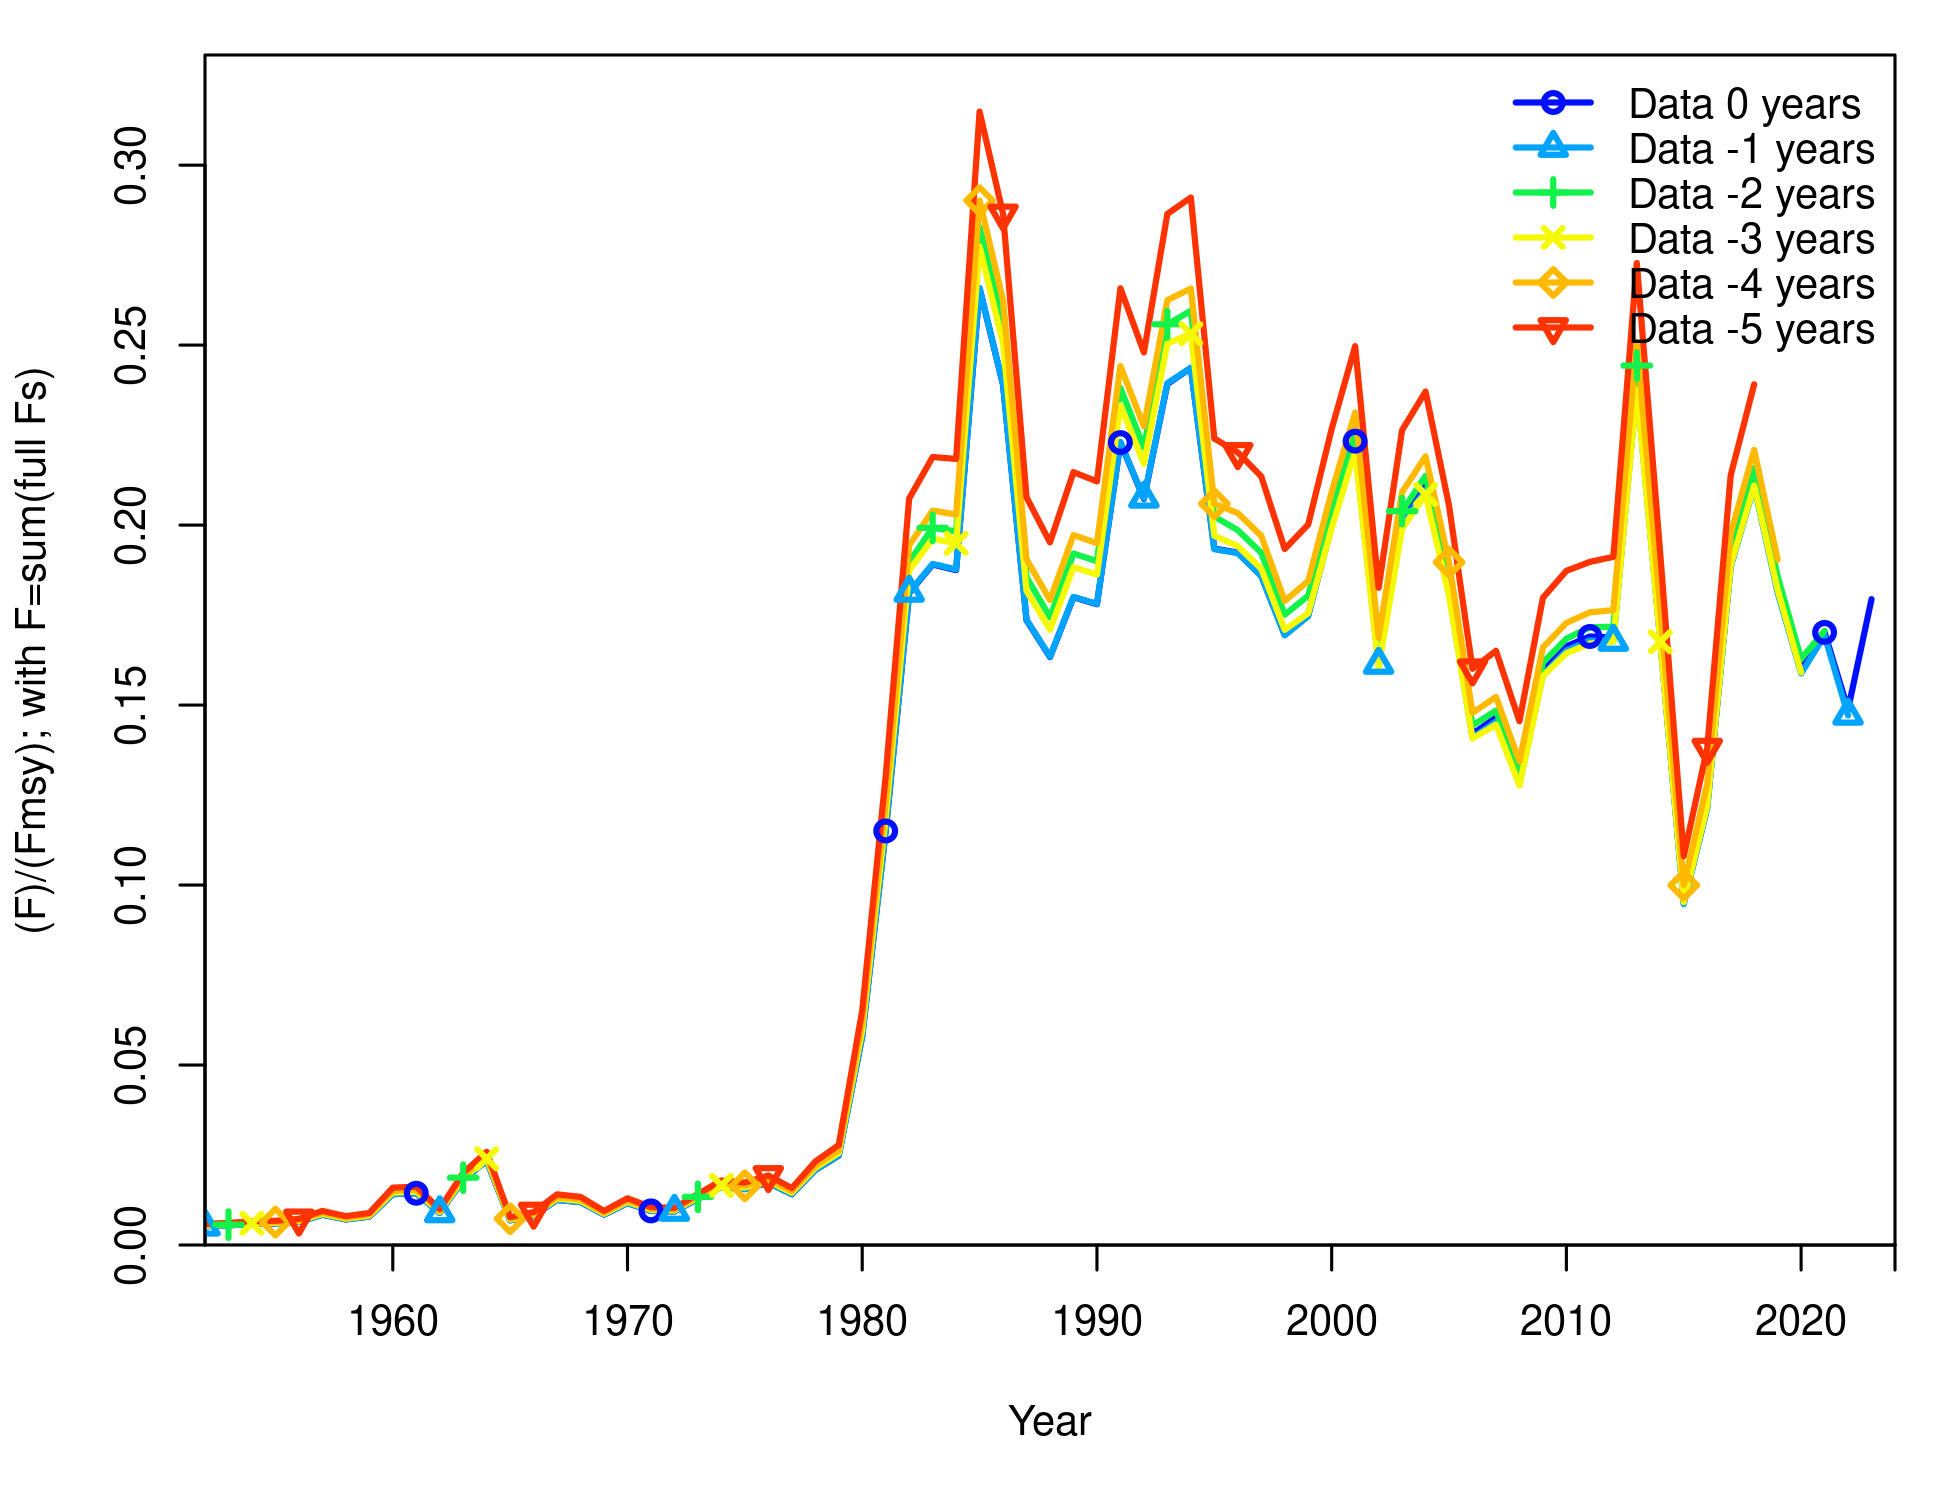 Data 0 years
Data -1 years
Data -2 years
Data -3 years
Data -4 years
Data -5 years
(F)/(Fmsy); with F=sum(full Fs)
0.30
0.25
0.20
0.15
0.10
0.05
0.00
1960 1970 1980 1990 2000 2010 2020
Year